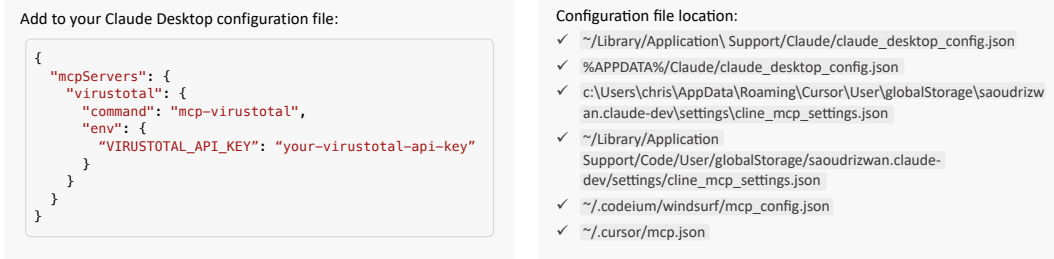 Add to your Claude Desktop configuration file:
{
"mcpServers": {
"virustotal": {
"command": "mcp-virustotal",
"env": {
“VIRUSTOTAL_API_KEY”: “your-virustotal-api-key”
}
}
}
}
Configuration file location:
✓ ~/Library/Application\ Support/Claude/claude_desktop_config.json
✓ %APPDATA%/Claude/claude_desktop_config.json
✓ c:\Users\chris\AppData\Roaming\Cursor\User\globalStorage\saoudrizw
an.claude-dev\settings\cline_mcp_settings.json
✓ ~/Library/Application
Support/Code/User/globalStorage/saoudrizwan.claude-
dev/settings/cline_mcp_settings.json
✓ ~/.codeium/windsurf/mcp_config.json
✓ ~/.cursor/mcp.json